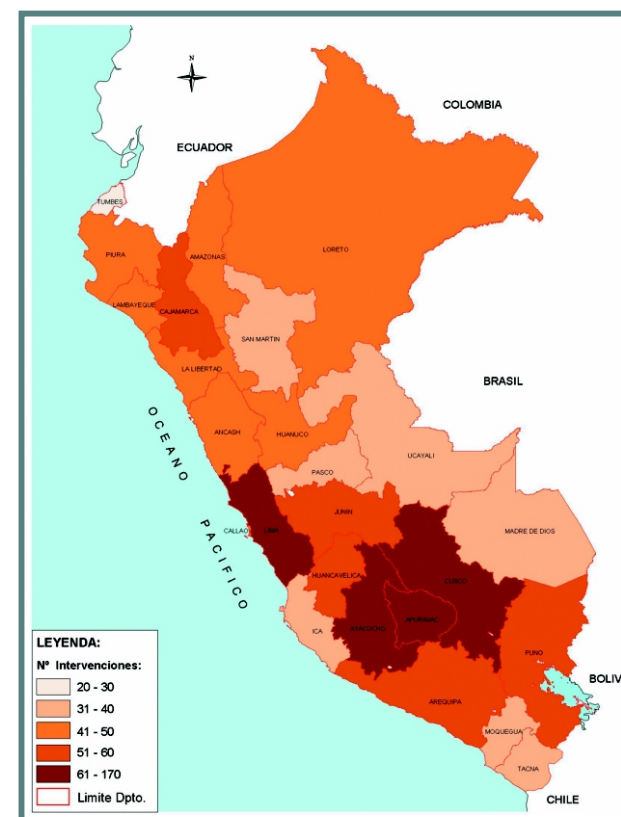 N
COLOMBIA
ECUADOR
TUMBES
LORETO
PIURA
AMAZONAS
LAMBAYEQUE
CAJAMARCA
SAN MARTIN
LA LIBERTAD
BRASIL
OCEANO PACIFICO
ANCASH
HUANUCO
UCAYALI
PASCO
MADRE DE DIOS
JUNIN
CALLAO
LIMA
CUSCO
HUANCAVELICA
ICA
AYACUCHO
APURIMAC
PUNO
BOLIV
AREQUIPA
MOQUEGUA
TACNA
CHILE
LEYENDA:
Nº Intervenciones:
20 - 30
31 - 40
41 - 50
51 - 60
61 - 170
Limite Dpto.